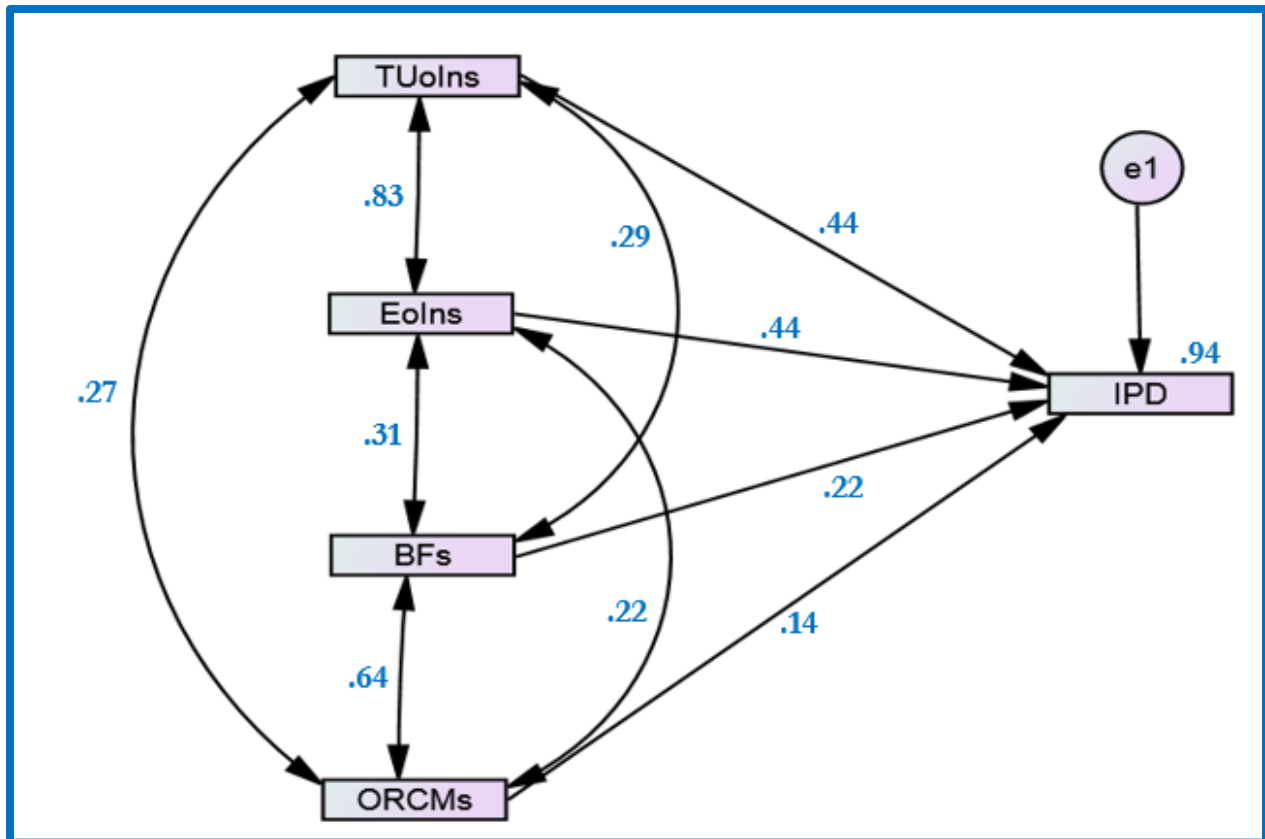 TUoIns
e1
.83
.29
.44
EoIns
.44
.94
.27
IPD
.31
.22
BFs
.22
.14
.64
ORCMs